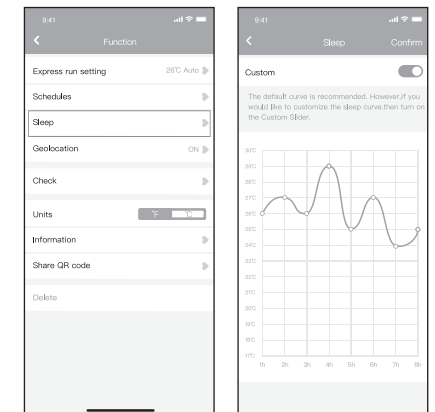 9:41
Function
Express run setting 26°C Auto
Schedules
Sleep
Geolocation ON
Check
Units °F °C
Information
Share QR code
Delete
9:41
Sleep Confirm
Custom
The default curve is recommended. However,if you
would like to customize the sleep curve.then turn on
the Custom Slider.
30°C
29°C
28°C
27°C
26°C
25°C
24°C
23°C
22°C
21°C
20°C
19°C
18°C
17°C
1h 2h 3h 4h 5h 6h 7h 8h